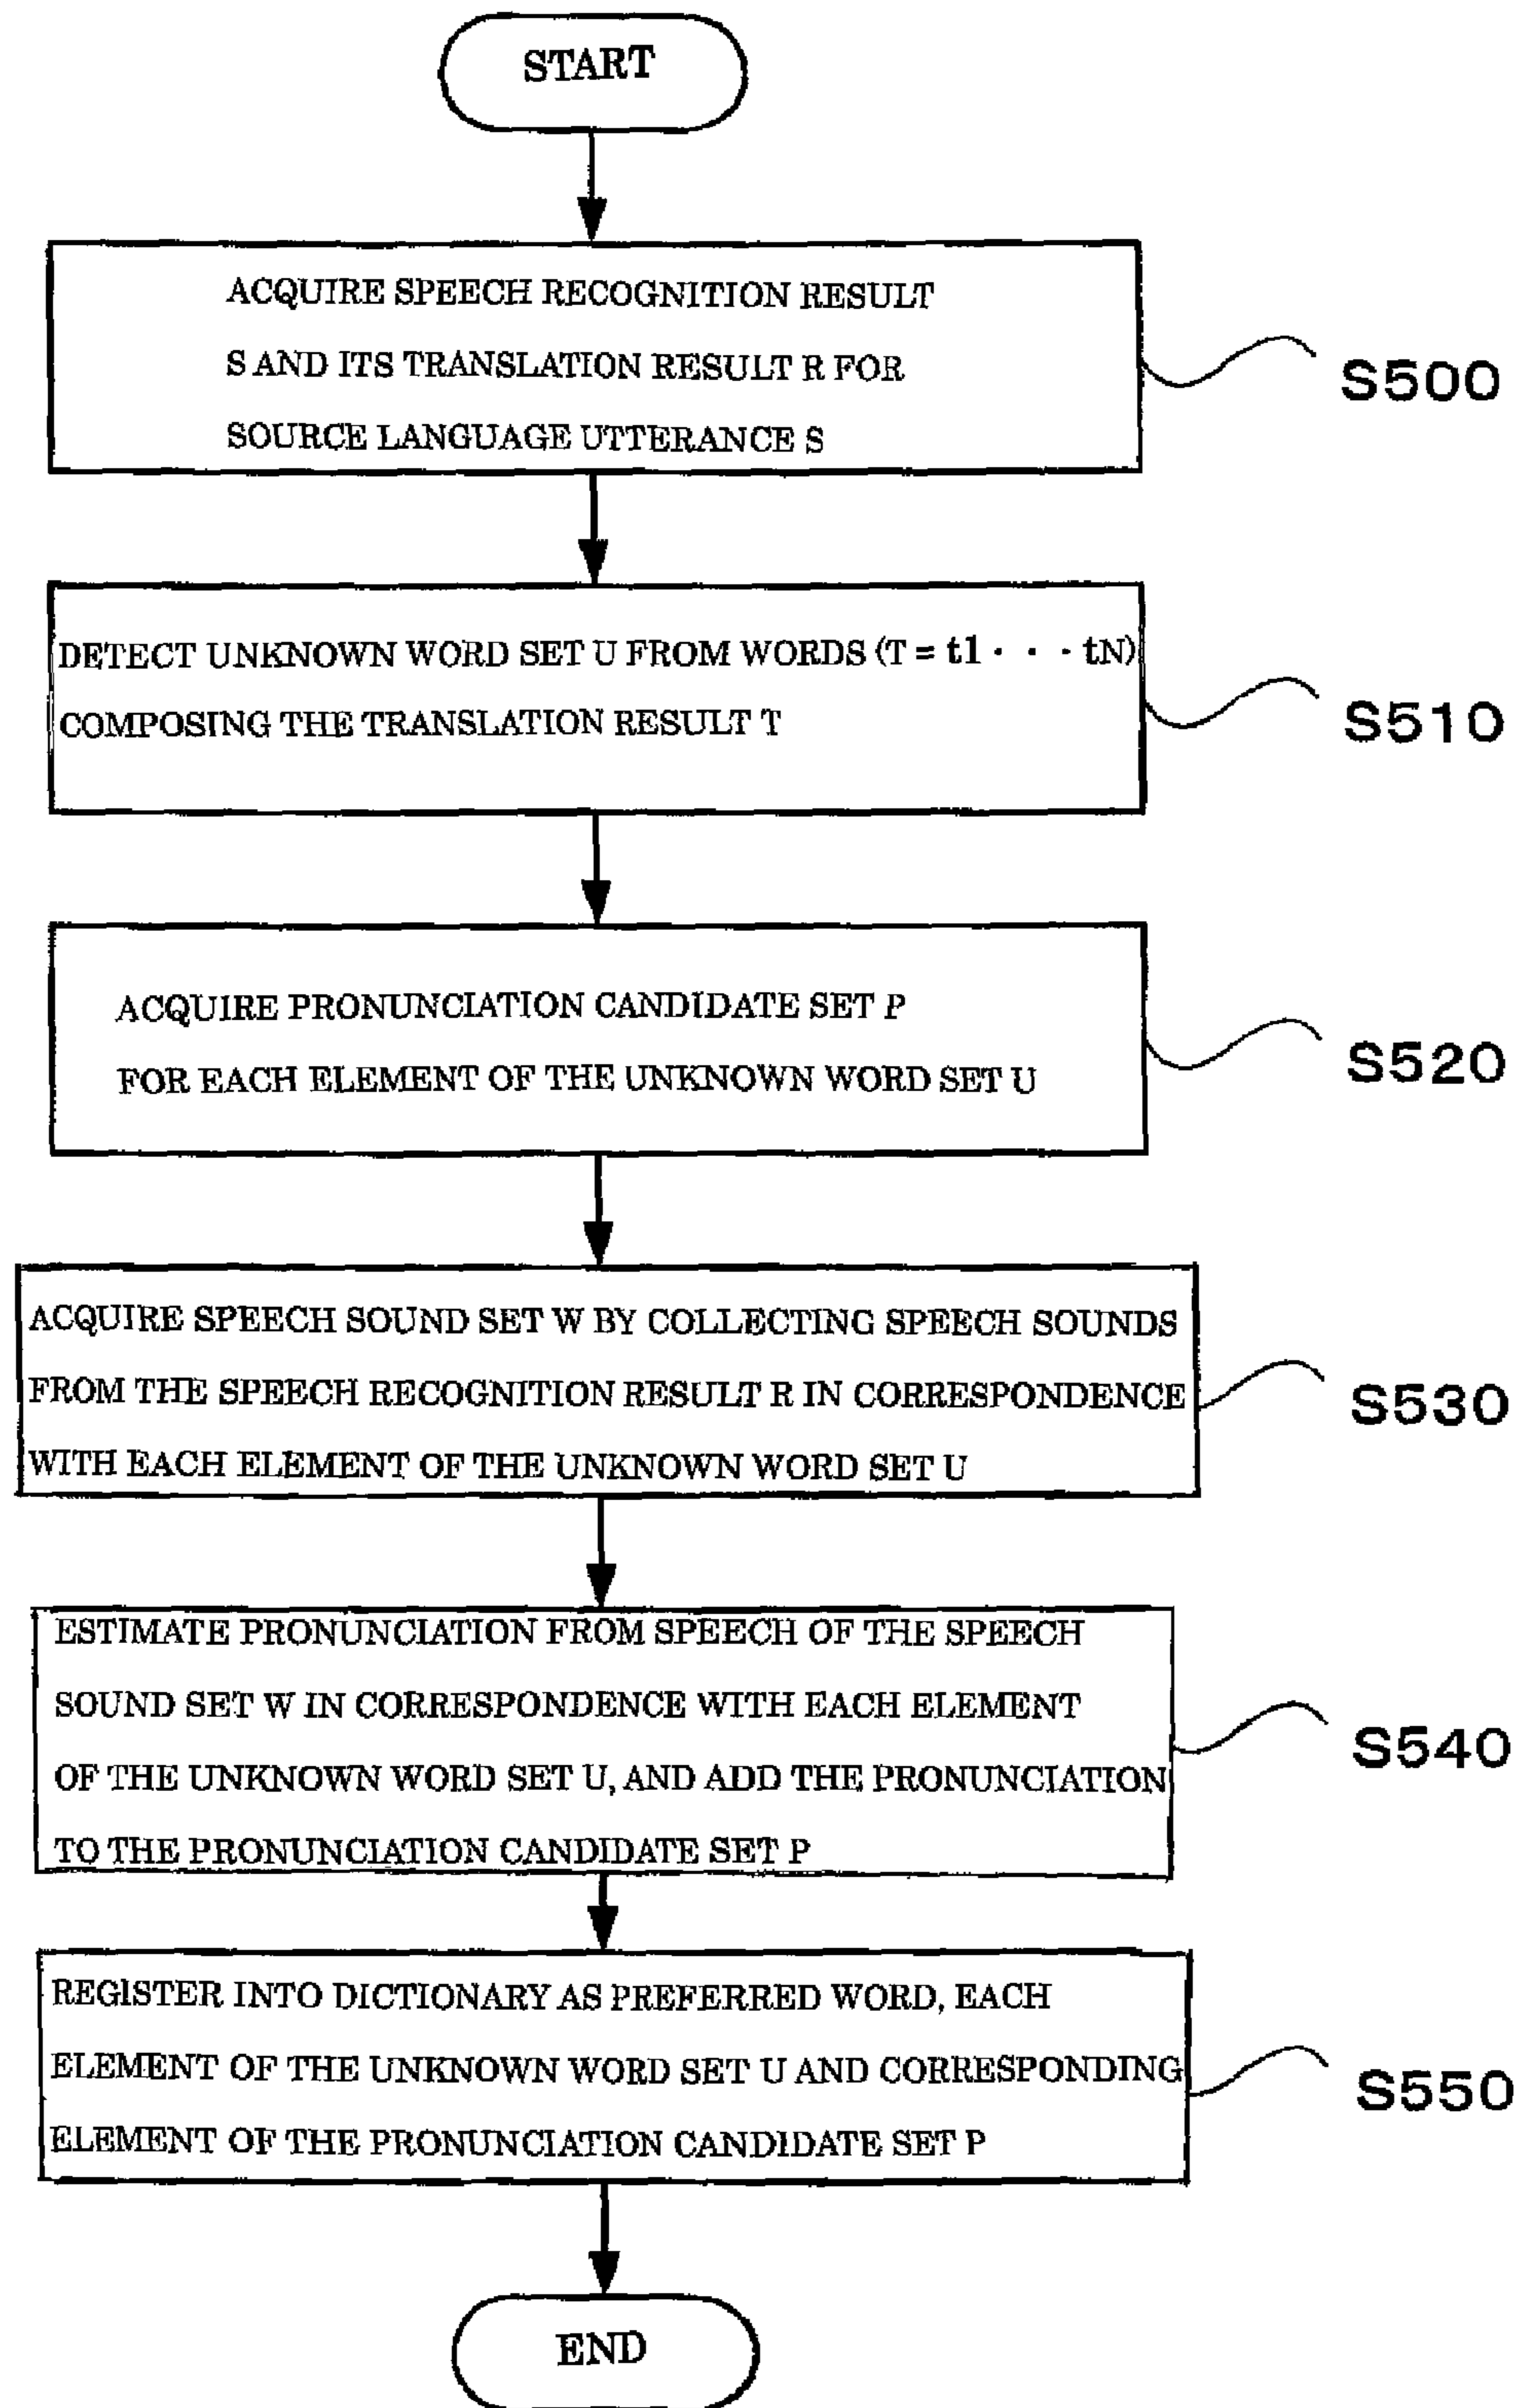 START
ACQUIRE SPEECH RECOGNITION RESULT
S AND ITS TRANSLATION RESULT R FOR
SOURCE LANGUAGE UTTERANCE S
S500
DETECT UNKNOWN WORD SET U FROM WORDS (T = t1 · · · tN)
COMPOSING THE TRANSLATION RESULT T
S510
ACQUIRE PRONUNCIATION CANDIDATE SET P
FOR EACH ELEMENT OF THE UNKNOWN WORD SET U
S520
ACQUIRE SPEECH SOUND SET W BY COLLECTING SPEECH SOUNDS
FROM THE SPEECH RECOGNITION RESULT R IN CORRESPONDENCE
WITH EACH ELEMENT OF THE UNKNOWN WORD SET U
S530
ESTIMATE PRONUNCIATION FROM SPEECH OF THE SPEECH
SOUND SET W IN CORRESPONDENCE WITH EACH ELEMENT
OF THE UNKNOWN WORD SET U, AND ADD THE PRONUNCIATION
TO THE PRONUNCIATION CANDIDATE SET P
S540
REGISTER INTO DICTIONARY AS PREFERRED WORD, EACH
ELEMENT OF THE UNKNOWN WORD SET U AND CORRESPONDING
ELEMENT OF THE PRONUNCIATION CANDIDATE SET P
S550
END